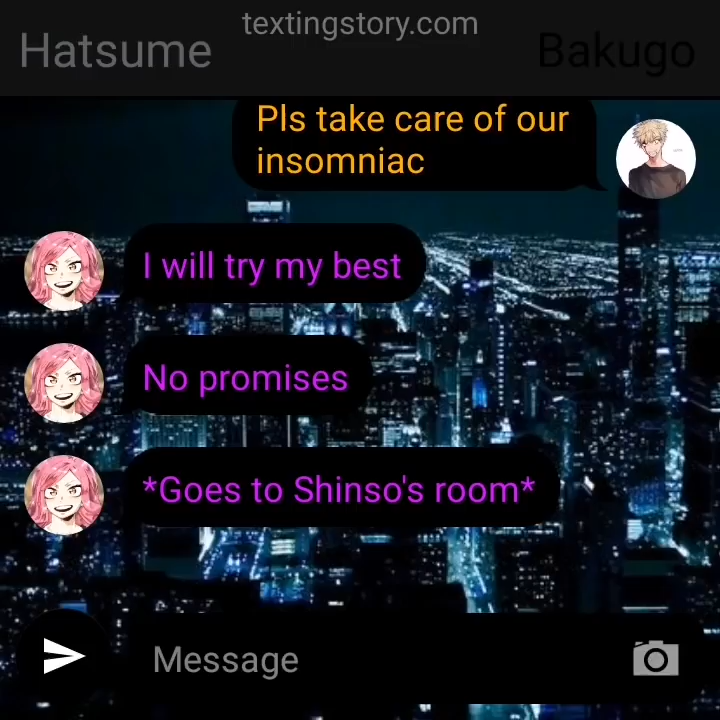 textingstory.com
Hatsume
Bakugo
Pls take care of our
insomniac
I will try my best
No promises
*Goes to Shinso's room*
Message